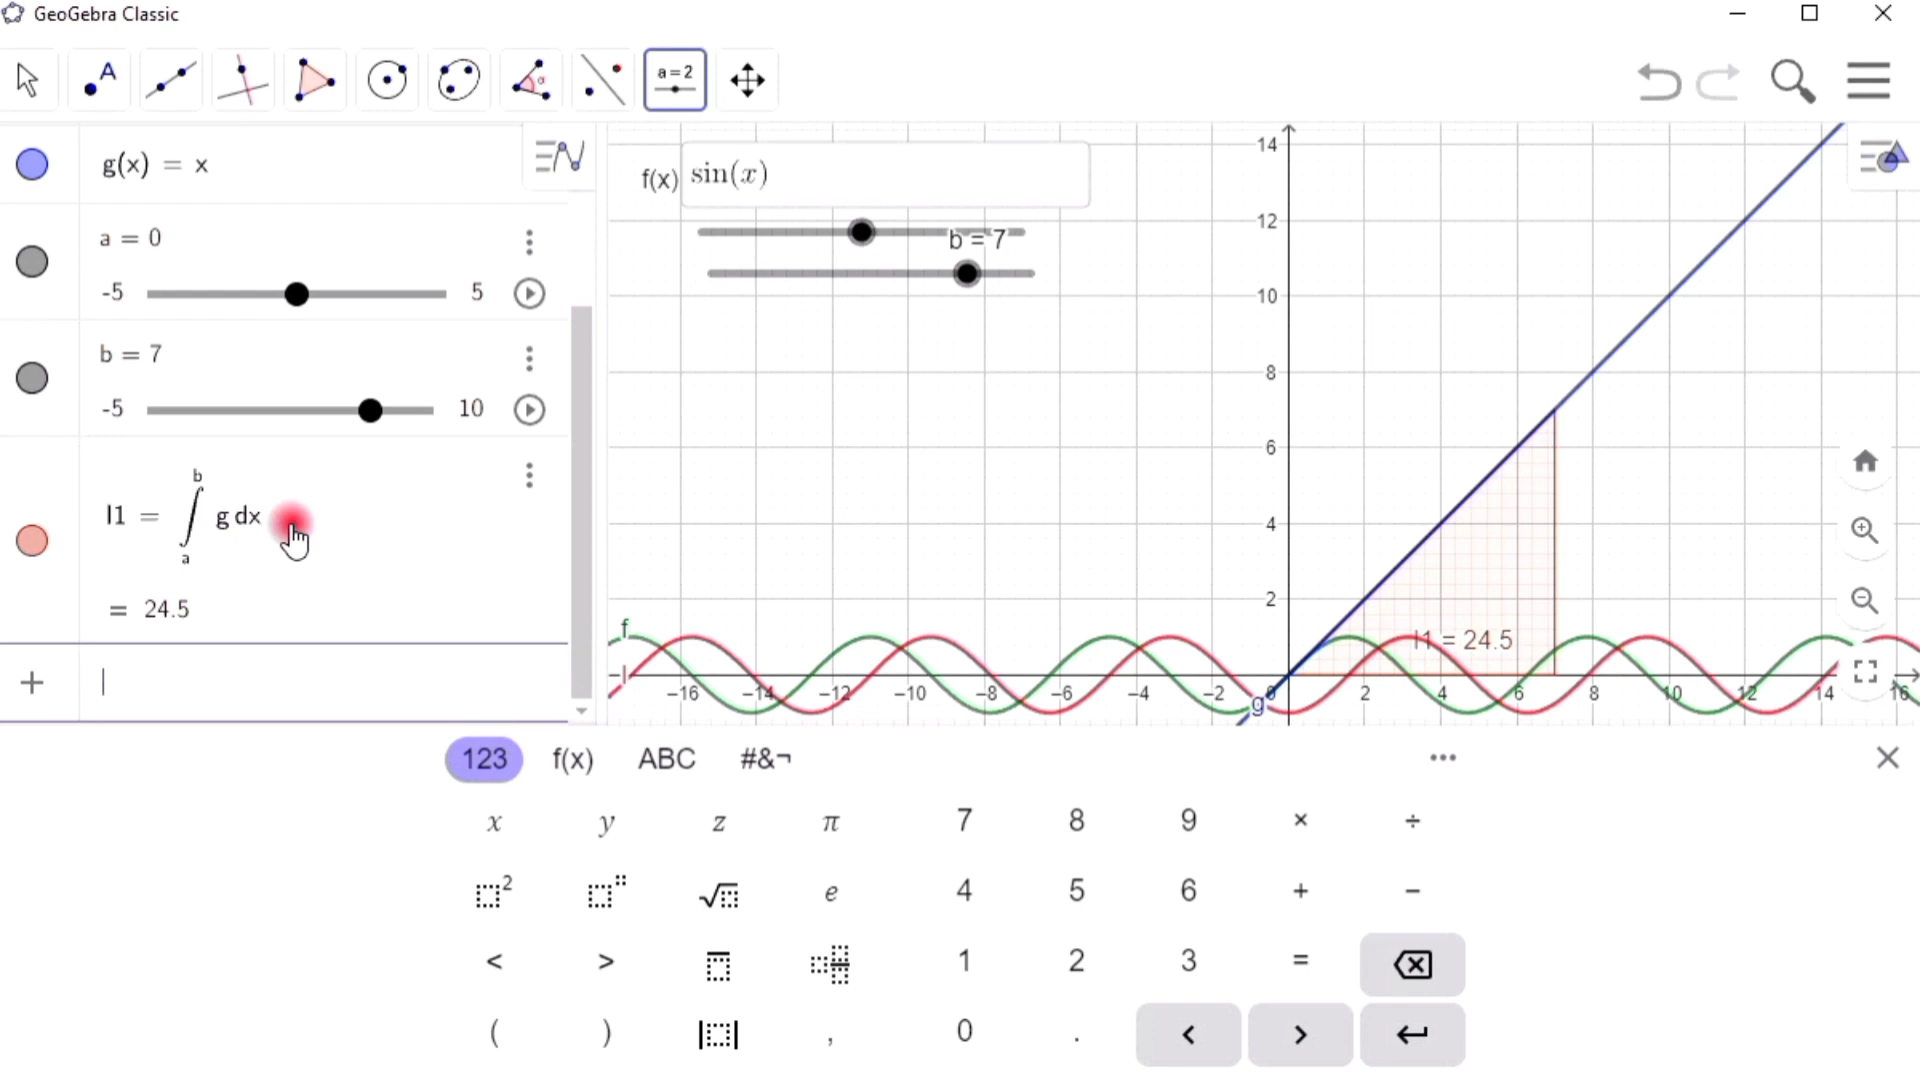 GeoGebra Classic
A
α
a = 2
g(x) = x
a = 0
-5 5
b = 7
-5 10
b
I1 = ∫ g dx
a
= 24.5
f(x) sin(x)
b = 7
14
12
10
8
6
4
2
f
I1 = 24.5
-16 -14 -12 -10 -8 -6 -4 -2 0 2 4 6 8 10 12 14 16
g
123 f(x) ABC #&¬ •••
x y z π 7 8 9 × ÷
2 √ e 4 5 6 + −
< > 1 2 3 =
( ) | | , 0 . < >